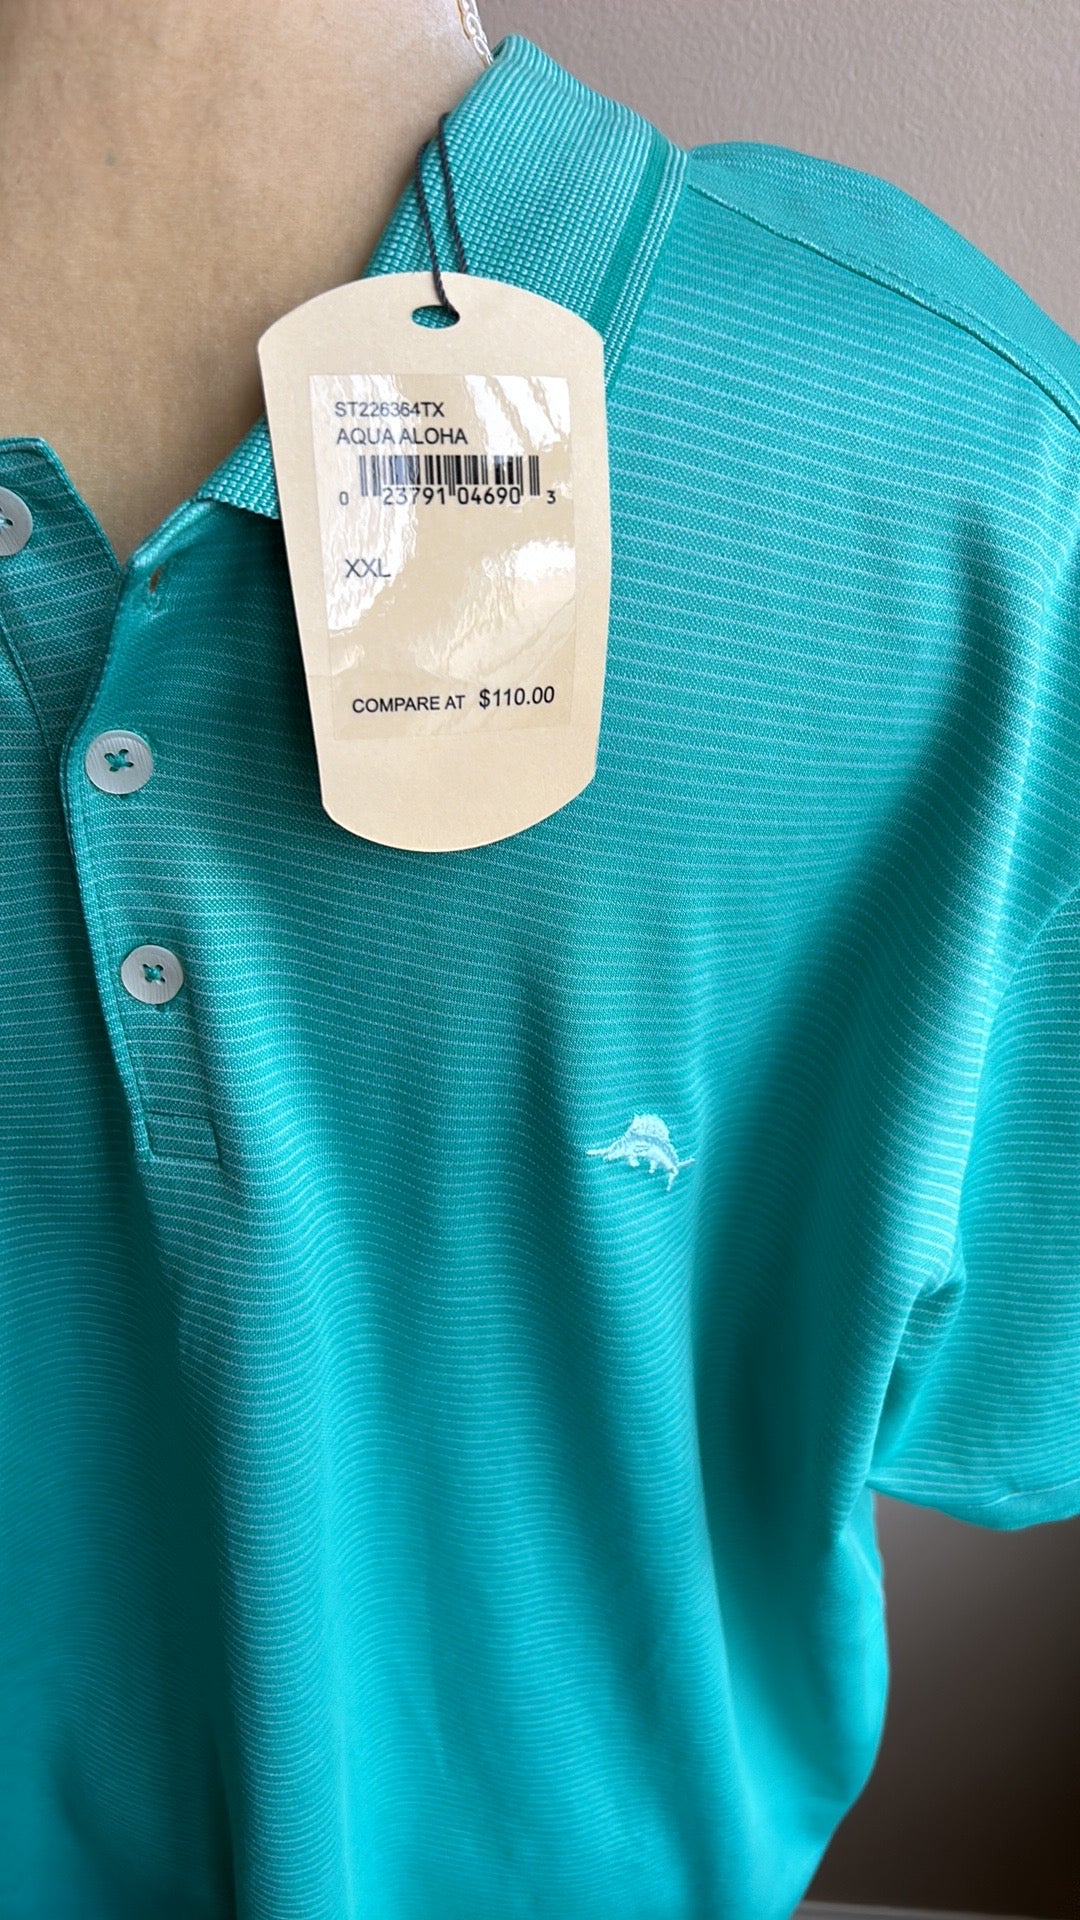 ST226364TX
AQUA ALOHA
0 23791 04690 3
XXL
COMPARE AT $110.00